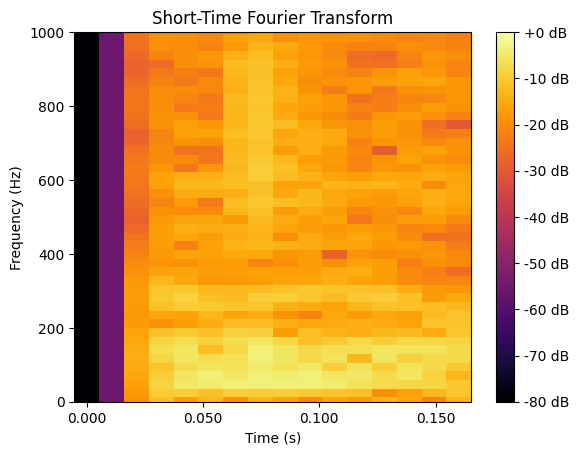 Short-Time Fourier Transform
Frequency (Hz)
1000
800
600
400
200
0
0.000
0.050
0.100
0.150
Time (s)
+0 dB
-10 dB
-20 dB
-30 dB
-40 dB
-50 dB
-60 dB
-70 dB
-80 dB